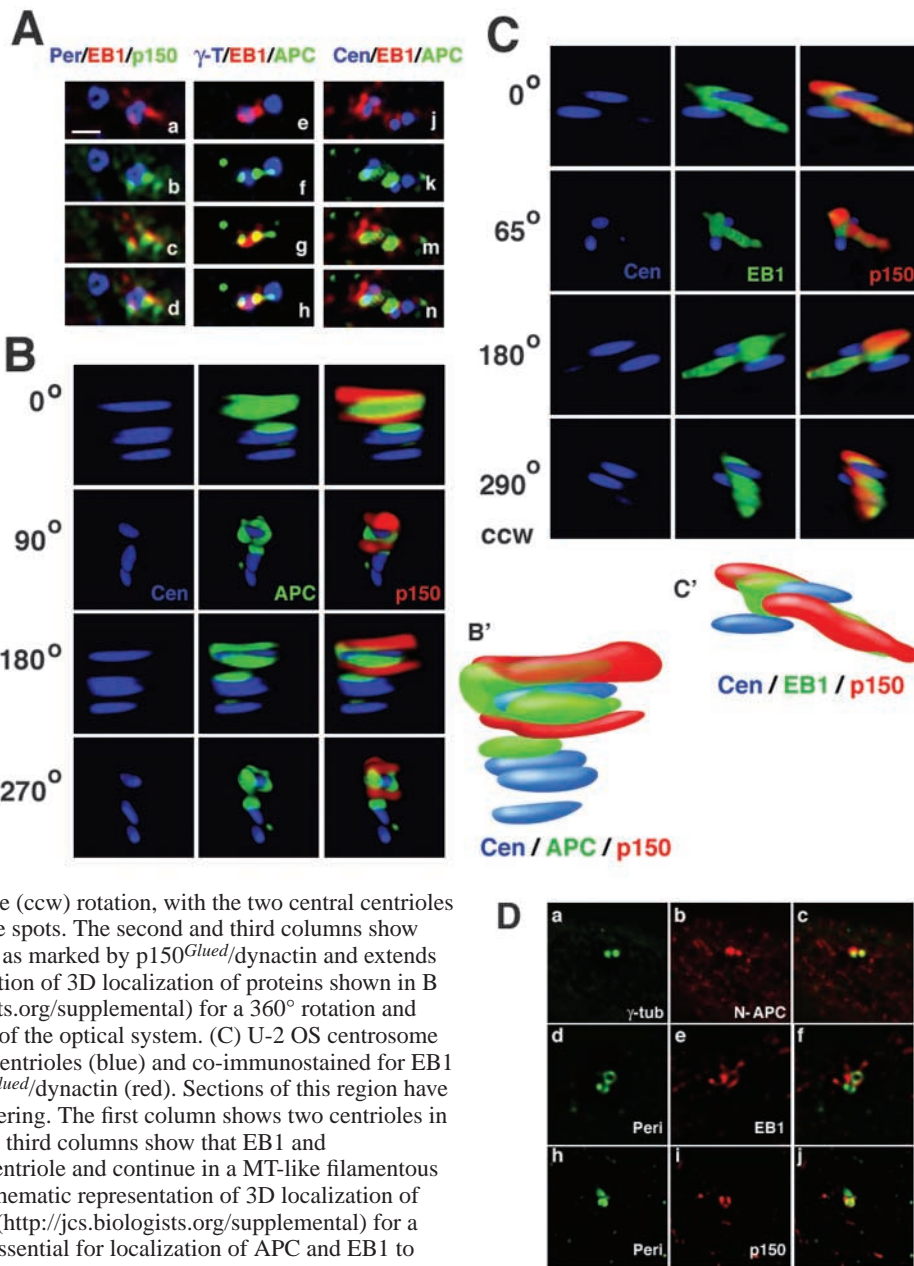 A
Per/EB1/p150
γ-T/EB1/APC
Cen/EB1/APC
a
e
j
b
f
k
c
g
m
d
h
n
B
0°
90°
Cen
APC
p150
180°
270°
C
0°
65°
Cen
EB1
p150
180°
290°
ccw
B'
Cen / APC / p150
C'
Cen / EB1 / p150
e (ccw) rotation, with the two central centrioles
e spots. The second and third columns show
as marked by p150Glued/dynactin and extends
tion of 3D localization of proteins shown in B
ts.org/supplemental) for a 360° rotation and
of the optical system. (C) U-2 OS centrosome
entrioles (blue) and co-immunostained for EB1
lued/dynactin (red). Sections of this region have
ering. The first column shows two centrioles in
third columns show that EB1 and
entriole and continue in a MT-like filamentous
hematic representation of 3D localization of
(http://jcs.biologists.org/supplemental) for a
ssential for localization of APC and EB1 to
D
a
b
c
γ-tub
N-APC
d
e
f
Peri
EB1
h
i
j
Peri
p150